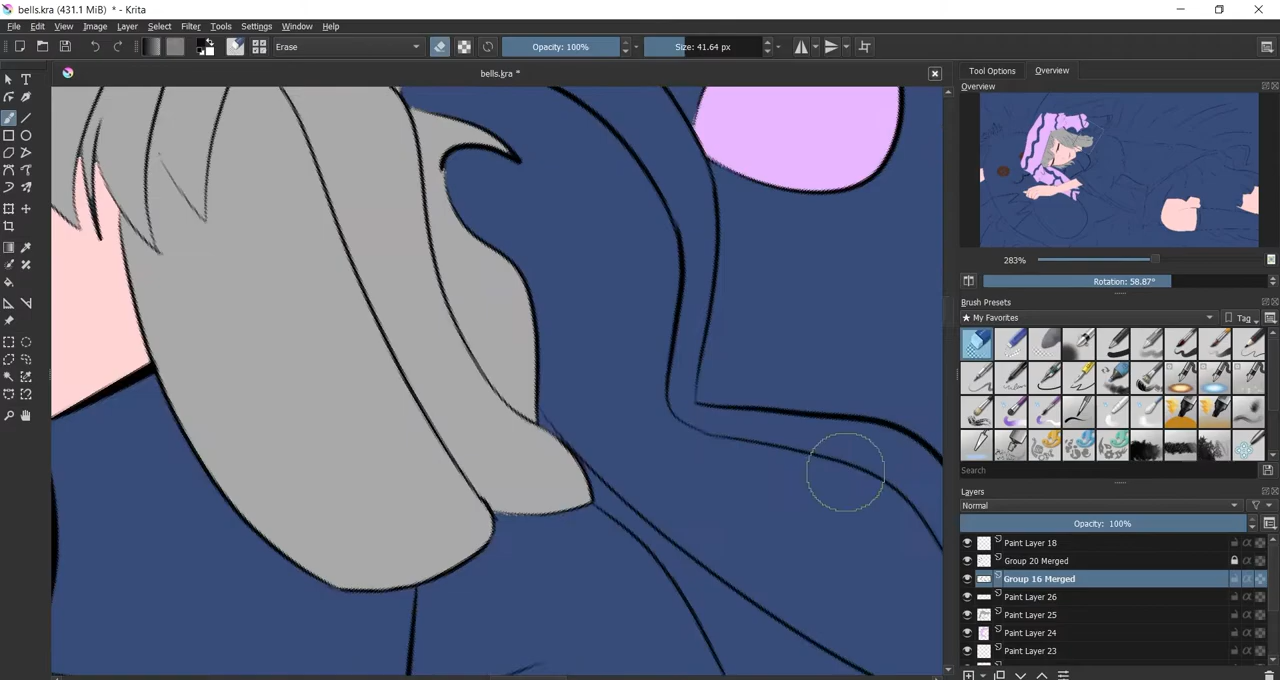 bells.kra (431.1 MiB) * - Krita
File Edit View Image Layer Select Filter Tools Settings Window Help
Erase Opacity: 100% Size: 41.64 px
bells.kra *
Tool Options Overview
Overview
283%
Rotation: 58.87°
Brush Presets
My Favorites Tag
Search
Layers
Normal
Opacity: 100%
Paint Layer 18
Group 20 Merged
Group 16 Merged
Paint Layer 26
Paint Layer 25
Paint Layer 24
Paint Layer 23